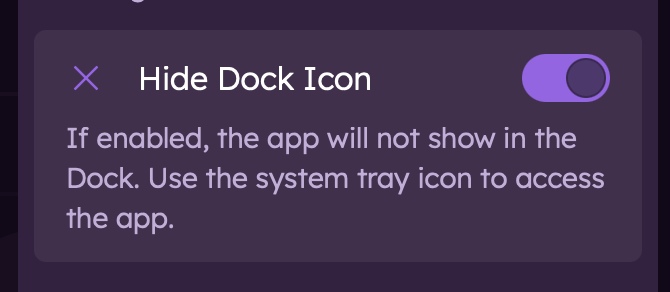 Hide Dock Icon
If enabled, the app will not show in the
Dock. Use the system tray icon to access
the app.